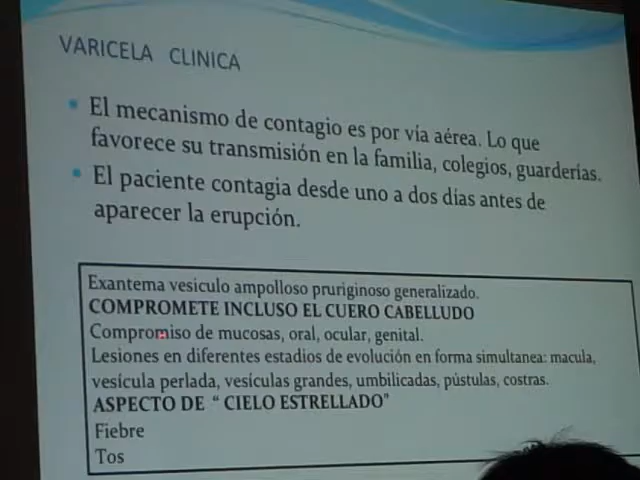 VARICELA CLINICA
El mecanismo de contagio es por vía aérea. Lo que
favorece su transmisión en la familia, colegios, guarderías.
El paciente contagia desde uno a dos días antes de
aparecer la erupción.
Exantema vesiculo ampolloso pruriginoso generalizado.
COMPROMETE INCLUSO EL CUERO CABELLUDO
Compromiso de mucosas, oral, ocular, genital.
Lesiones en diferentes estadios de evolución en forma simultanea: macula,
vesícula perlada, vesículas grandes, umbilicadas, pústulas, costras.
ASPECTO DE “ CIELO ESTRELLADO”
Fiebre
Tos